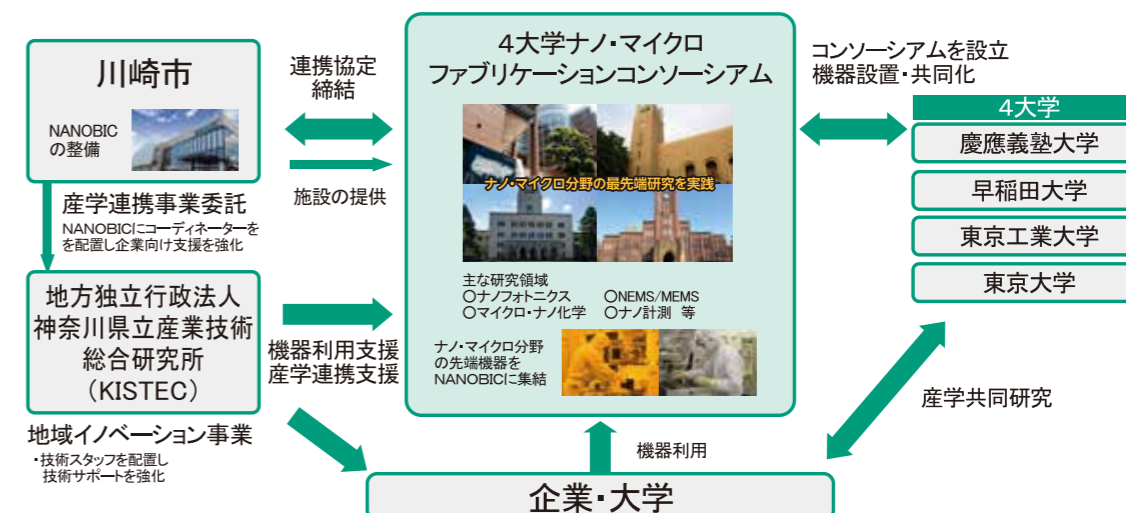 川崎市
NANOBIC
の整備
産学連携事業委託
NANOBICにコーディネーターを
を配置し企業向け支援を強化
地方独立行政法人
神奈川県立産業技術
総合研究所
（KISTEC）
地域イノベーション事業
・技術スタッフを配置し
技術サポートを強化
連携協定
締結
施設の提供
機器利用支援
産学連携支援
4大学ナノ・マイクロ
ファブリケーションコンソーシアム
ナノ・マイクロ分野の最先端研究を実践
主な研究領域
○ナノフォトニクス ○NEMS/MEMS
○マイクロ・ナノ化学 ○ナノ計測 等
ナノ・マイクロ分野
の先端機器を
NANOBICに集結
機器利用
企業・大学
コンソーシアムを設立
機器設置・共同化
4大学
慶應義塾大学
早稲田大学
東京工業大学
東京大学
産学共同研究